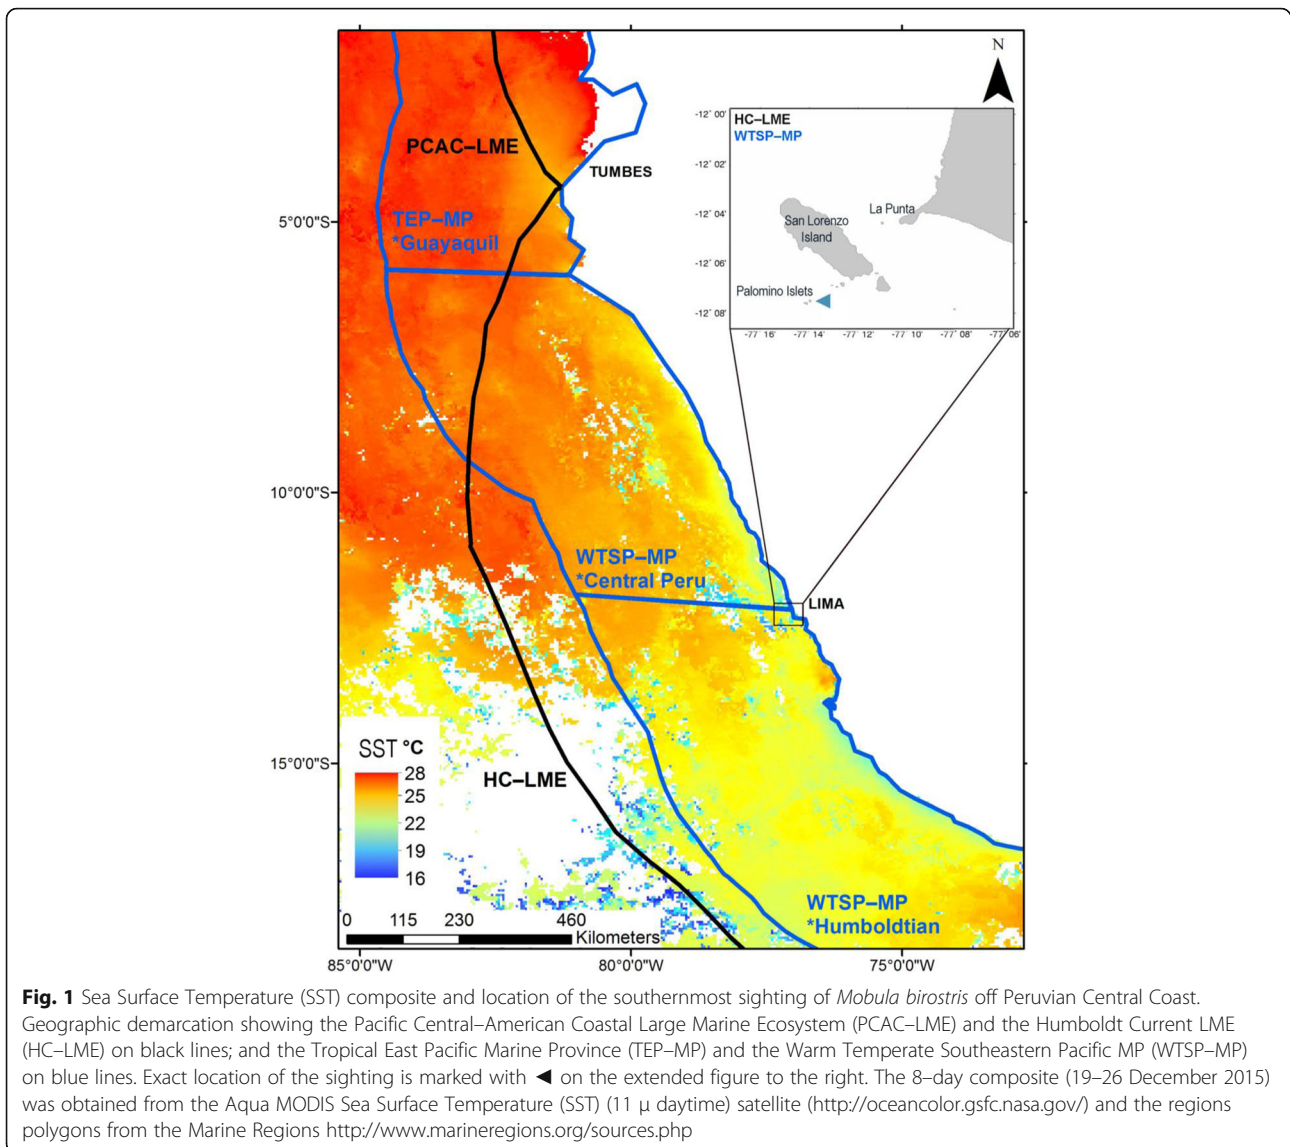 N
PCAC–LME
TUMBES
5°0'0"S
TEP–MP
*Guayaquil
HC–LME
WTSP–MP
-12° 00'
-12° 02'
-12° 04'
-12° 06'
-12° 08'
La Punta
San Lorenzo
Island
Palomino Islets
-77° 16'
-77° 14'
-77° 12'
-77° 10'
-77° 08'
-77° 06'
10°0'0"S
WTSP–MP
*Central Peru
LIMA
15°0'0"S
SST °C
28
25
22
19
16
HC–LME
WTSP–MP
*Humboldtian
0 115 230 460
Kilometers
85°0'0"W 80°0'0"W 75°0'0"W
Fig. 1 Sea Surface Temperature (SST) composite and location of the southernmost sighting of Mobula birostris off Peruvian Central Coast.
Geographic demarcation showing the Pacific Central–American Coastal Large Marine Ecosystem (PCAC–LME) and the Humboldt Current LME
(HC–LME) on black lines; and the Tropical East Pacific Marine Province (TEP–MP) and the Warm Temperate Southeastern Pacific MP (WTSP–MP)
on blue lines. Exact location of the sighting is marked with ◄ on the extended figure to the right. The 8–day composite (19–26 December 2015)
was obtained from the Aqua MODIS Sea Surface Temperature (SST) (11 μ daytime) satellite (http://oceancolor.gsfc.nasa.gov/) and the regions
polygons from the Marine Regions http://www.marineregions.org/sources.php